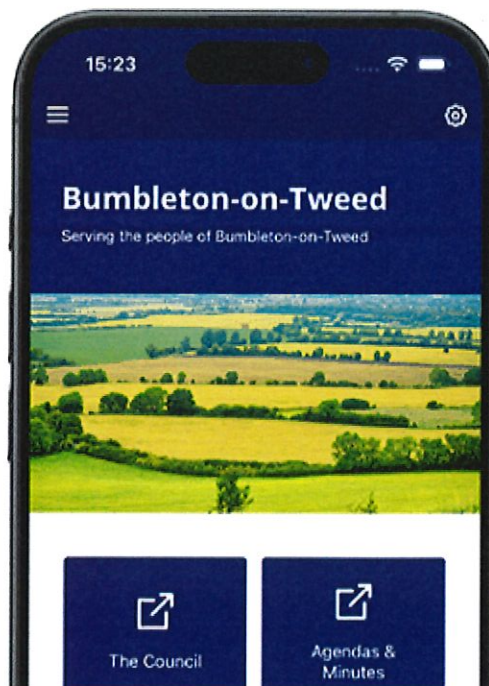 15:23
Bumbleton-on-Tweed
Serving the people of Bumbleton-on-Tweed
The Council
Agendas &
Minutes